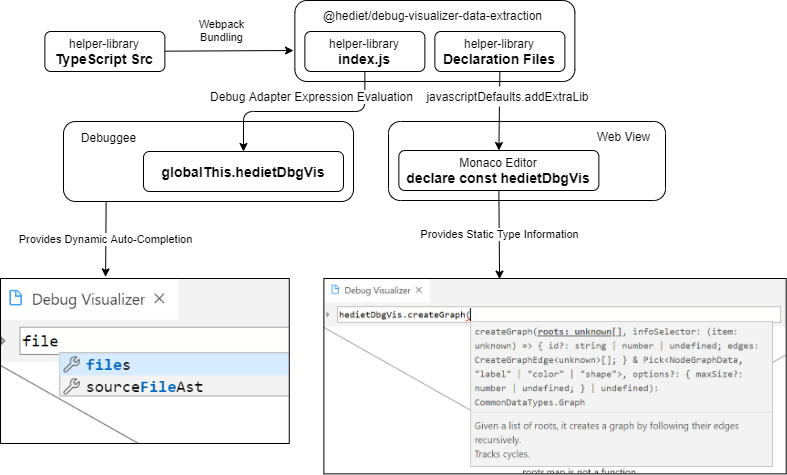 @hediet/debug-visualizer-data-extraction
Webpack
Bundling
helper-library
TypeScript Src
helper-library
index.js
helper-library
Declaration Files
Debug Adapter Expression Evaluation
javascriptDefaults.addExtraLib
Debuggee
globalThis.hedietDbgVis
Web View
Monaco Editor
declare const hedietDbgVis
Provides Dynamic Auto-Completion
Provides Static Type Information
Debug Visualizer
file
files
sourceFileAst
Debug Visualizer
hedietDbgVis.createGraph(
createGraph(roots: unknown[], infoSelector: (item:
unknown) => { id?: string | number | undefined; edges:
CreateGraphEdge<unknown>[]; } & Pick<NodeGraphData,
"label" | "color" | "shape">, options?: { maxSize?:
number | undefined; } | undefined):
CommonDataTypes.Graph
Given a list of roots, it creates a graph by following their edges
recursively.
Tracks cycles.
roots.map is not a function